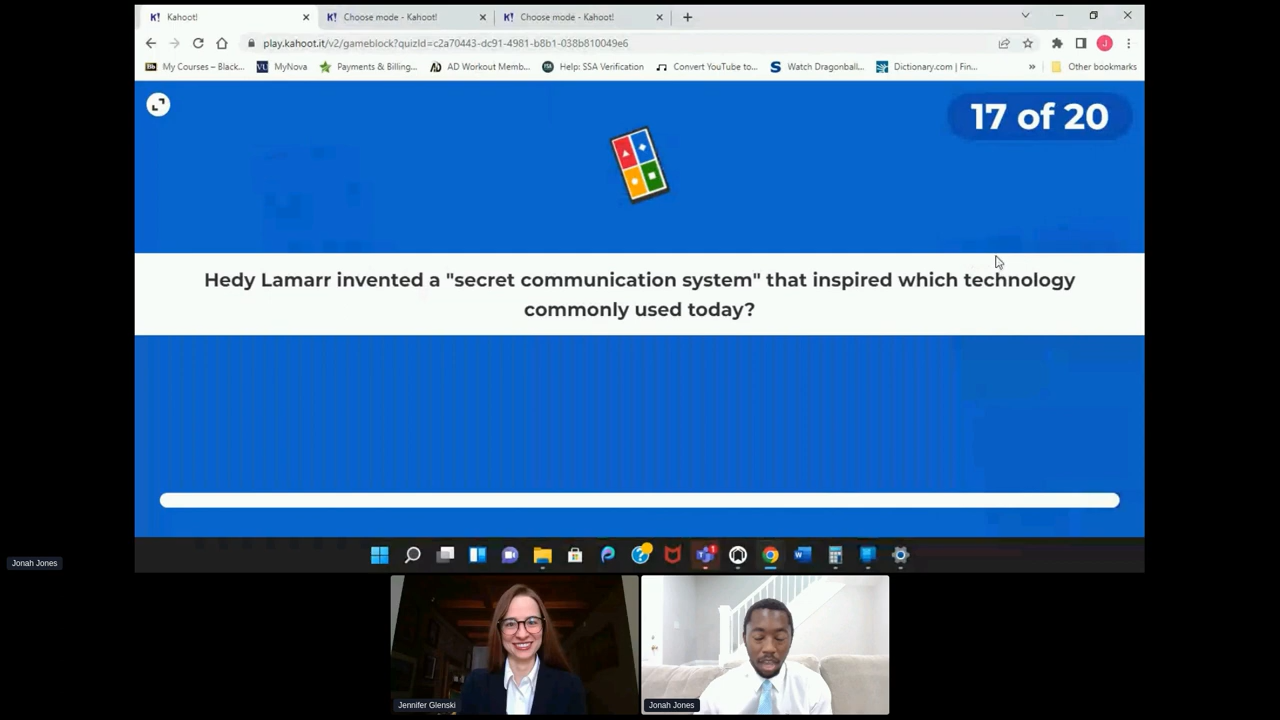 Kahoot!
Choose mode - Kahoot!
Choose mode - Kahoot!
play.kahoot.it/v2/gameblock?quizId=c2a70443-dc91-4981-b8b1-038b810049e6
J
My Courses – Black...
VU MyNova
Payments & Billing...
AD Workout Memb...
Help: SSA Verification
Convert YouTube to...
Watch Dragonball...
Dictionary.com | Fin...
»
Other bookmarks
17 of 20
Hedy Lamarr invented a "secret communication system" that inspired which technology
commonly used today?
Jonah Jones
Jennifer Glenski
Jonah Jones